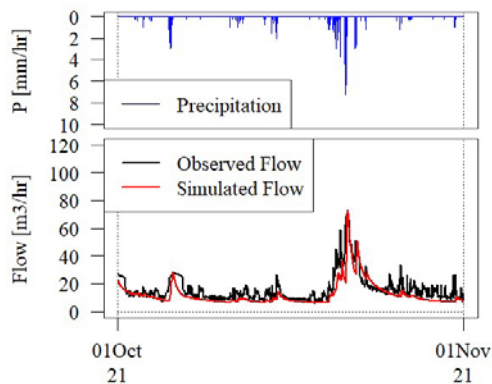 P [mm/hr]
0
2
4
6
8
10
Precipitation
Flow [m3/hr]
120
100
80
60
40
20
0
Observed Flow
Simulated Flow
01Oct
21
01Nov
21